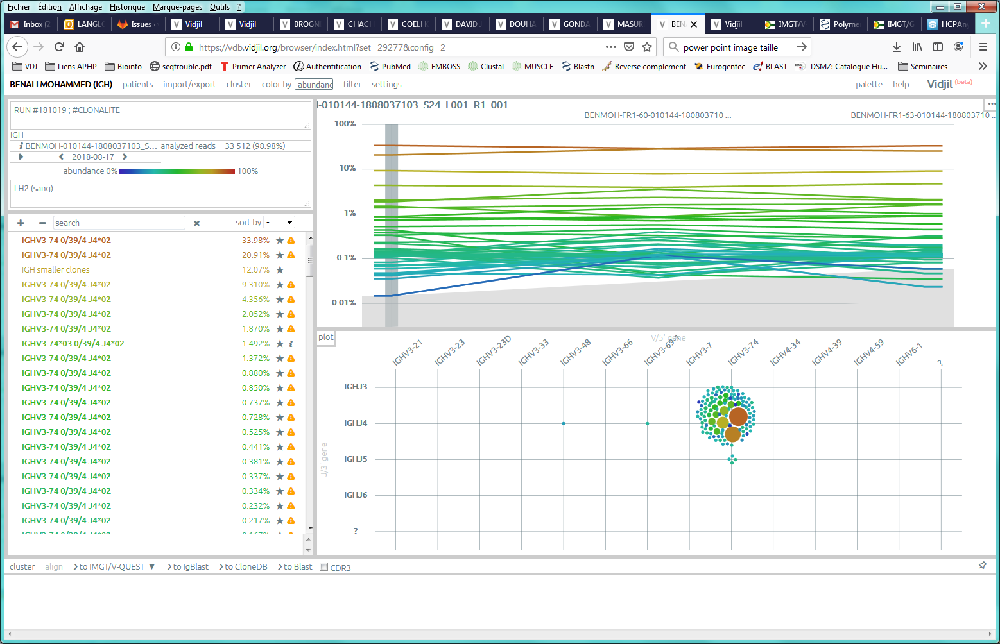 Fichier Édition Affichage Historique Marque-pages Outils ?
Inbox (2 LANGL Issues · Vidjil Vidjil BROGNI CHACH COELH DAVID J DOUHA GONDA MASUR BEN Vidjil IMGT/V Polyme IMGT/G HCPAny
https://vdb.vidjil.org/browser/index.html?set=29277&config=2 power point image taille
VDJ Liens APHP Bioinfo seqtrouble.pdf Primer Analyzer Authentification PubMed EMBOSS Clustal MUSCLE Blastn Reverse complement Eurogentec BLAST DSMZ: Catalogue Hu... Séminaires
BENALI MOHAMMED (IGH) patients import/export cluster color by abundanc filter settings palette help Vidjil (beta)
RUN #181019 ; #CLONALITE
IGH
BENMOH-010144-1808037103_S... analyzed reads 33 512 (98.98%)
2018-08-17
abundance 0% 100%
LH2 (sang)
+ − search x sort by -
IGHV3-74 0/39/4 J4*02 33.98%
IGHV3-74 0/39/4 J4*02 20.91%
IGH smaller clones 12.07%
IGHV3-74 0/39/4 J4*02 9.310%
IGHV3-74 0/39/4 J4*02 4.356%
IGHV3-74 0/39/4 J4*02 2.052%
IGHV3-74 0/39/4 J4*02 1.870%
IGHV3-74*03 0/39/4 J4*02 1.492% i
IGHV3-74 0/39/4 J4*02 1.372%
IGHV3-74 0/39/4 J4*02 0.880%
IGHV3-74 0/39/4 J4*02 0.850%
IGHV3-74 0/39/4 J4*02 0.737%
IGHV3-74 0/39/4 J4*02 0.728%
IGHV3-74 0/39/4 J4*02 0.525%
IGHV3-74 0/39/4 J4*02 0.441%
IGHV3-74 0/39/4 J4*02 0.381%
IGHV3-74 0/39/4 J4*02 0.337%
IGHV3-74 0/39/4 J4*02 0.334%
IGHV3-74 0/39/4 J4*02 0.232%
IGHV3-74 0/39/4 J4*02 0.217%
I-010144-1808037103_S24_L001_R1_001
BENMOH-FR1-60-010144-180803710 ... BENMOH-FR1-63-010144-180803710 ...
100%
10%
1%
0.1%
0.01%
plot
V/5' gene
IGHV3-21 IGHV3-23 IGHV3-23D IGHV3-33 IGHV3-48 IGHV3-66 IGHV3-69-1 IGHV3-7 IGHV3-74 IGHV4-34 IGHV4-39 IGHV4-59 IGHV6-1 ?
J/3' gene
IGHJ3
IGHJ4
IGHJ5
IGHJ6
?
cluster align to IMGT/V-QUEST ▼ to IgBlast to CloneDB to Blast CDR3